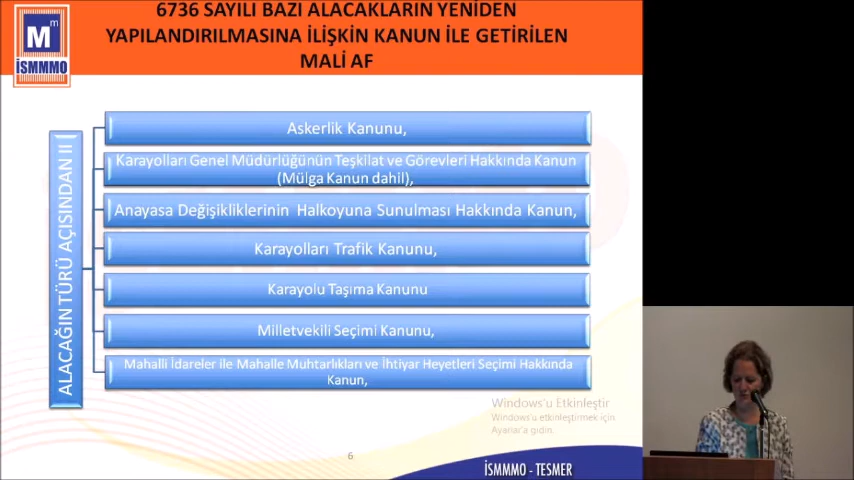 6736 SAYILI BAZI ALACAKLARIN YENİDEN
YAPILANDIRILMASINA İLİŞKİN KANUN İLE GETİRİLEN
MALİ AF
Mm
İSMMMO
ALACAĞIN TÜRÜ AÇISINDAN II
Askerlik Kanunu,
Karayolları Genel Müdürlüğünün Teşkilat ve Görevleri Hakkında Kanun
(Mülga Kanun dahil),
Anayasa Değişikliklerinin Halkoyuna Sunulması Hakkında Kanun,
Karayolları Trafik Kanunu,
Karayolu Taşıma Kanunu
Milletvekili Seçimi Kanunu,
Mahalli İdareler ile Mahalle Muhtarlıkları ve İhtiyar Heyetleri Seçimi Hakkında
Kanun,
Windows'u Etkinleştir
Windows'u etkinleştirmek için
Ayarlar'a gidin.
6
İSMMMO - TESMER